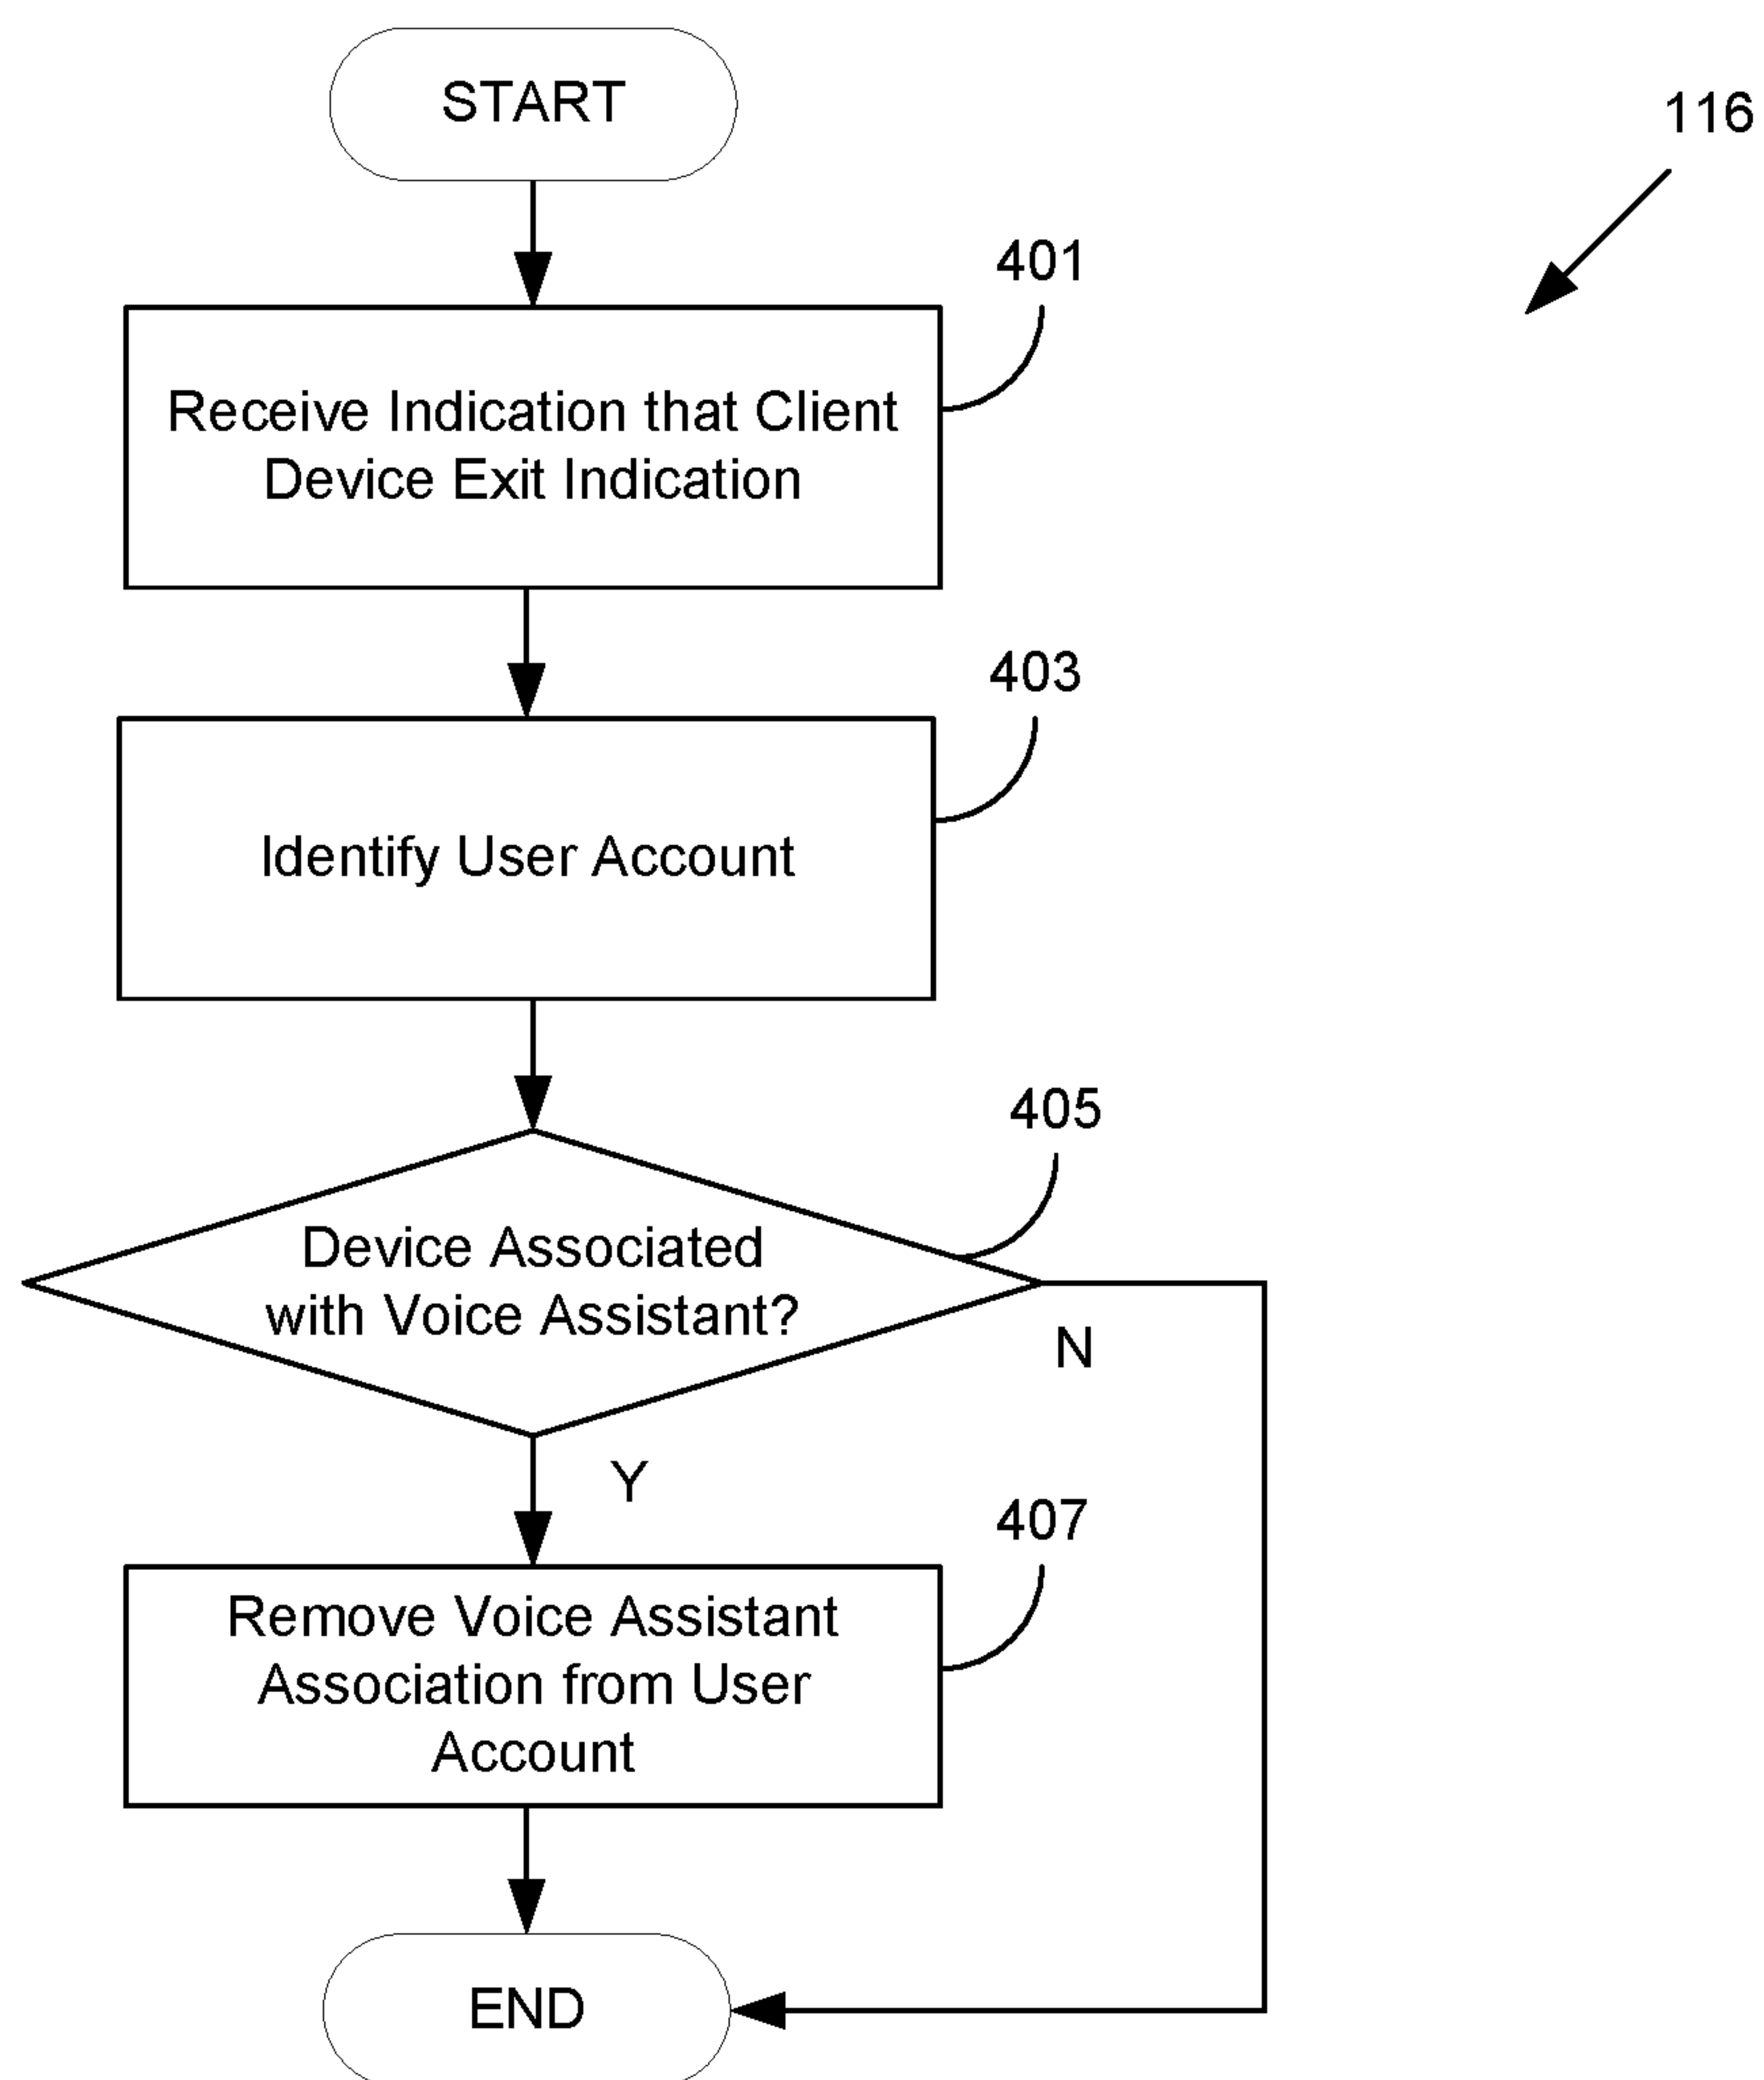 START
116
401
Receive Indication that Client
Device Exit Indication
403
Identify User Account
405
Device Associated
with Voice Assistant?
N
Y
407
Remove Voice Assistant
Association from User
Account
END